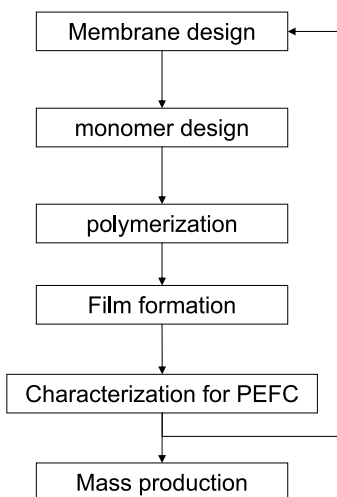 Membrane design
monomer design
polymerization
Film formation
Characterization for PEFC
Mass production